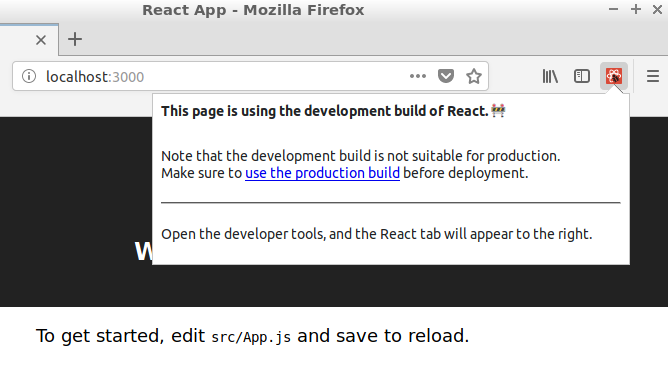 React App - Mozilla Firefox
localhost:3000
This page is using the development build of React. 🚧
Note that the development build is not suitable for production.
Make sure to use the production build before deployment.
Open the developer tools, and the React tab will appear to the right.
W
To get started, edit src/App.js and save to reload.